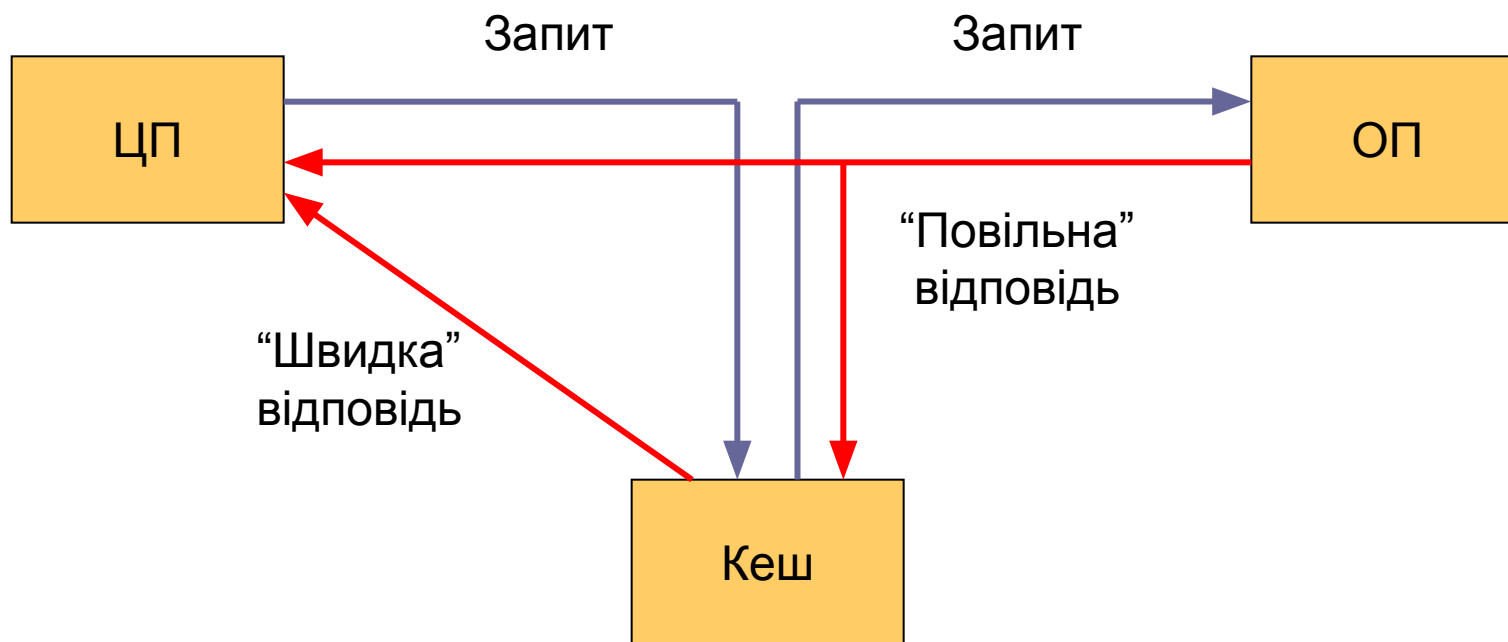 Запит
Запит
ЦП
ОП
“Повільна”
відповідь
“Швидка”
відповідь
Кеш